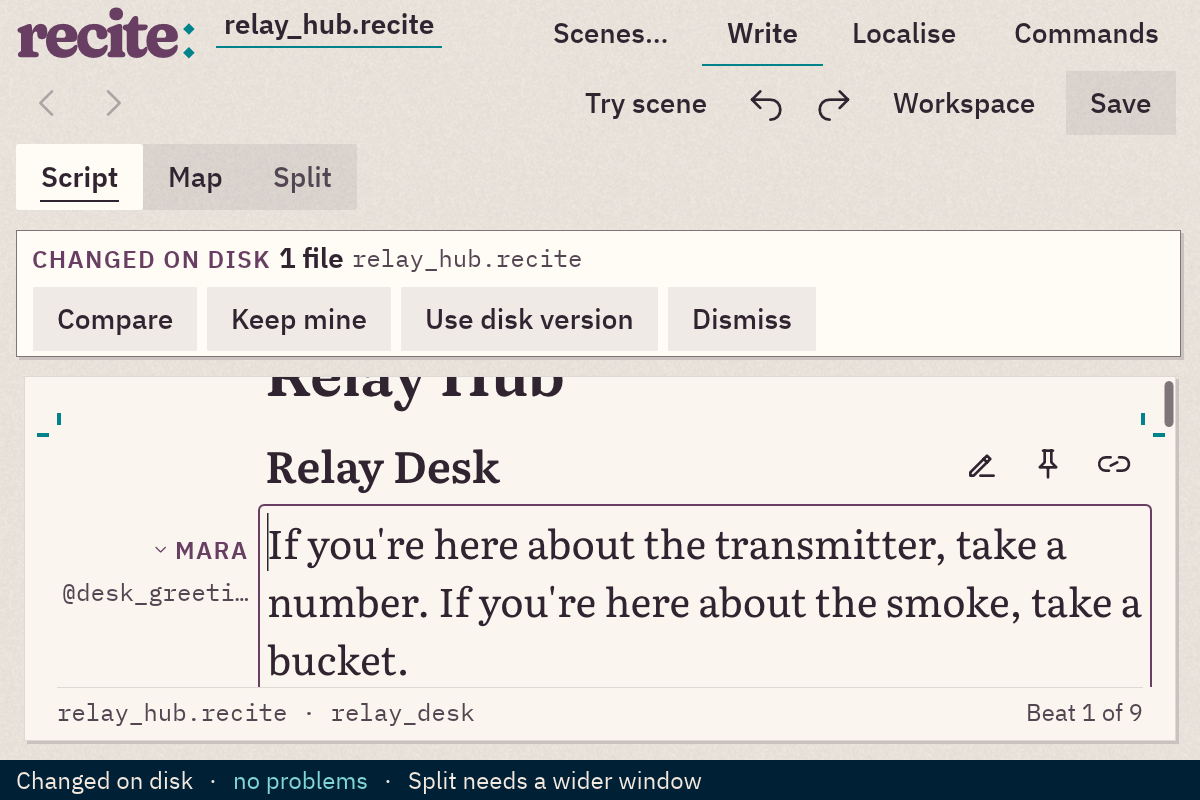 recite:
relay_hub.recite
Scenes... Write Localise Commands
Try scene Workspace Save
Script Map Split
CHANGED ON DISK 1 file relay_hub.recite
Compare Keep mine Use disk version Dismiss
Relay Hub
Relay Desk
MARA
@desk_greeti…
If you're here about the transmitter, take a
number. If you're here about the smoke, take a
bucket.
relay_hub.recite · relay_desk
Beat 1 of 9
Changed on disk · no problems · Split needs a wider window